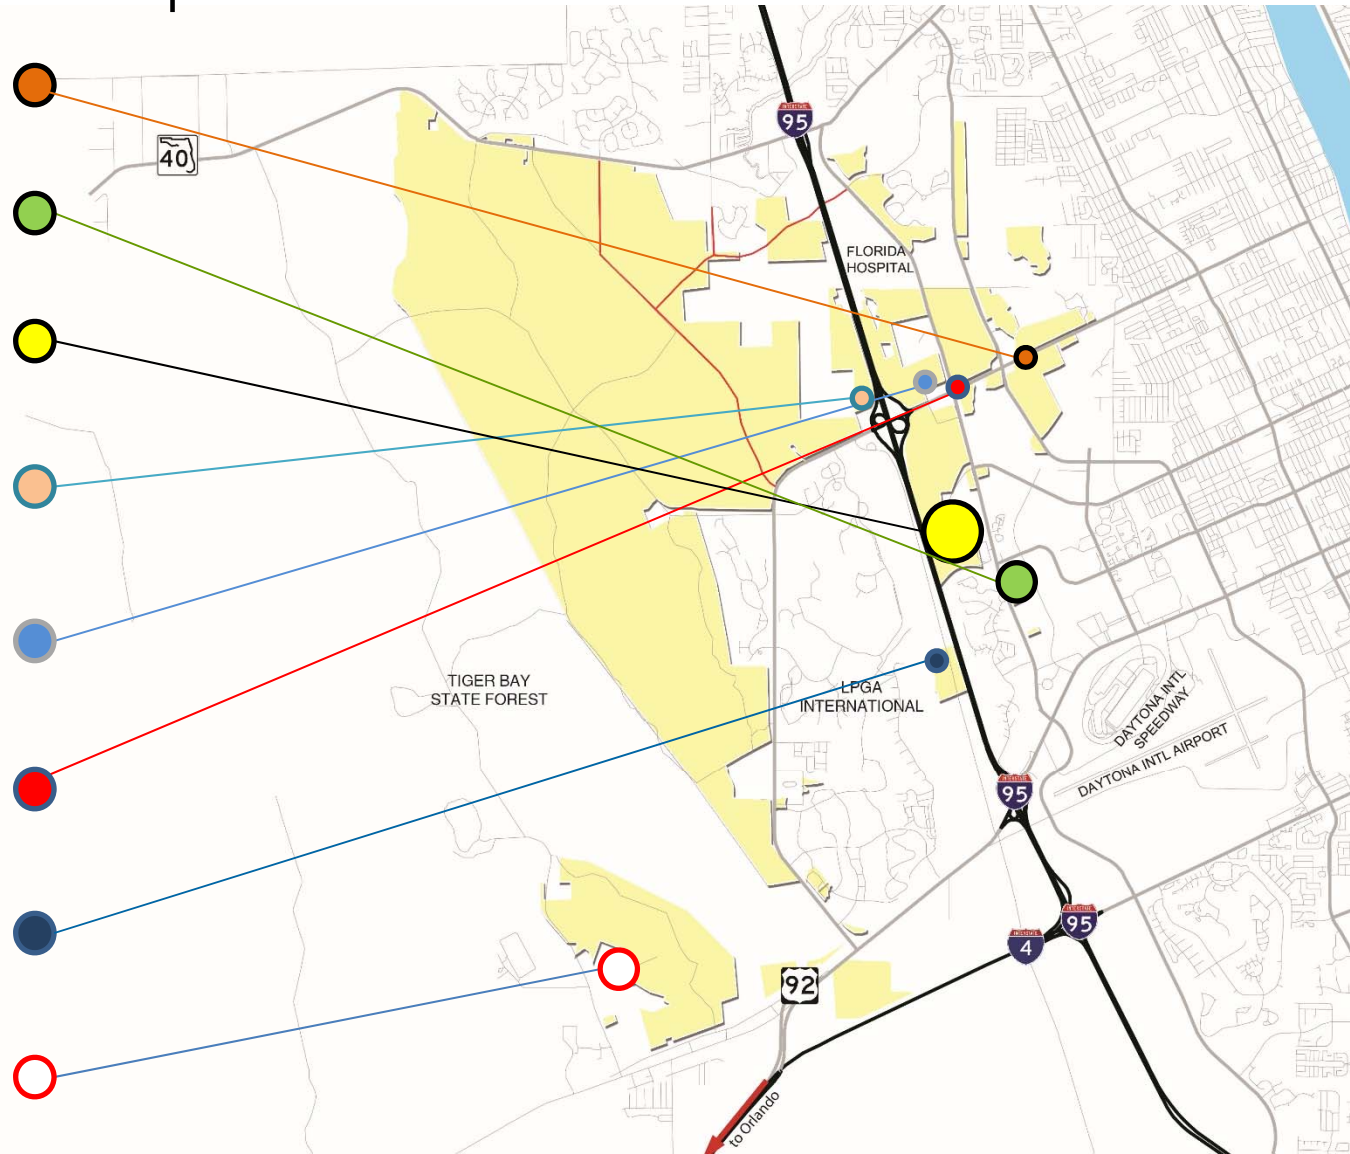 95
40
FLORIDA
HOSPITAL
TIGER BAY
STATE FOREST
LPGA
INTERNATIONAL
DAYTONA INTL
SPEEDWAY
DAYTONA INTL AIRPORT
95
95
4
92
to Orlando